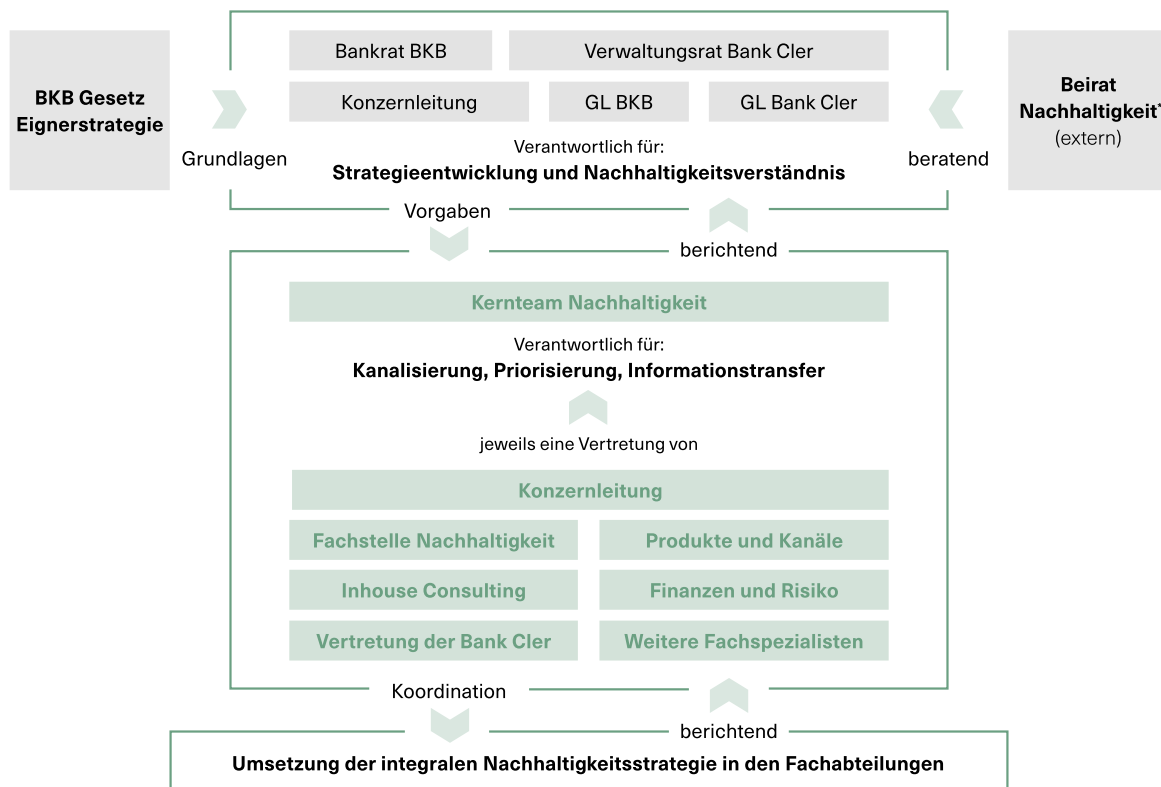 BKB Gesetz
Eignerstrategie
Grundlagen
Bankrat BKB
Verwaltungsrat Bank Cler
Konzernleitung
GL BKB
GL Bank Cler
Verantwortlich für:
Strategieentwicklung und Nachhaltigkeitsverständnis
Beirat
Nachhaltigkeit*
(extern)
beratend
Vorgaben
berichtend
Kernteam Nachhaltigkeit
Verantwortlich für:
Kanalisierung, Priorisierung, Informationstransfer
jeweils eine Vertretung von
Konzernleitung
Fachstelle Nachhaltigkeit
Produkte und Kanäle
Inhouse Consulting
Finanzen und Risiko
Vertretung der Bank Cler
Weitere Fachspezialisten
Koordination
berichtend
Umsetzung der integralen Nachhaltigkeitsstrategie in den Fachabteilungen